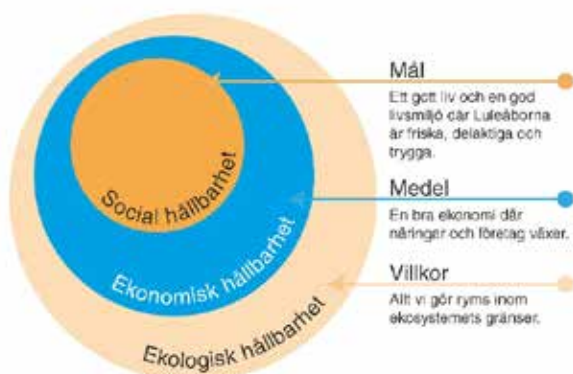 Mål
Ett gott liv och en god
livsmiljö där Luleåborna
är friska, delaktiga och
trygga.
Medel
En bra ekonomi där
näringar och företag växer.
Villkor
Allt vi gör ryms inom
ekosystemets gränser.
Social hållbarhet
Ekonomisk hållbarhet
Ekologisk hållbarhet